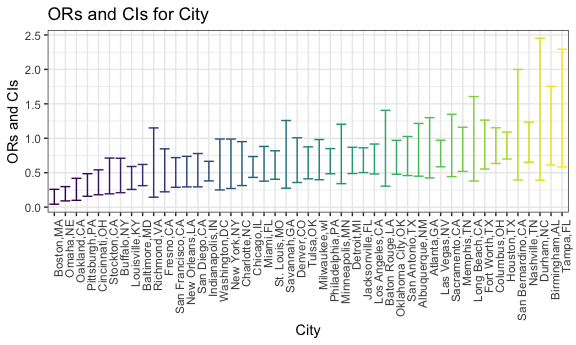 ORs and CIs for City
ORs and CIs
2.5
2.0
1.5
1.0
0.5
0.0
Boston,MA
Omaha,NE
Oakland,CA
Pittsburgh,PA
Cincinnati,OH
Stockton,CA
Buffalo,NY
Louisville,KY
Baltimore,MD
Richmond,VA
Fresno,CA
San Francisco,CA
New Orleans,LA
San Diego,CA
Indianapolis,IN
Washington,DC
New York,NY
Charlotte,NC
Chicago,IL
Miami,FL
St. Louis,MO
Savannah,GA
Denver,CO
Tulsa,OK
Milwaukee,wI
Philadelphia,PA
Minneapolis,MN
Detroit,MI
Jacksonville,FL
Los Angeles,CA
Baton Rouge,LA
Oklahoma City,OK
San Antonio,TX
Albuquerque,NM
Atlanta,GA
Las Vegas,NV
Sacramento,CA
Memphis,TN
Long Beach,CA
Fort Worth,TX
Columbus,OH
Houston,TX
San Bernardino,CA
Nashville,TN
Durham,NC
Birmingham,AL
Tampa,FL
City